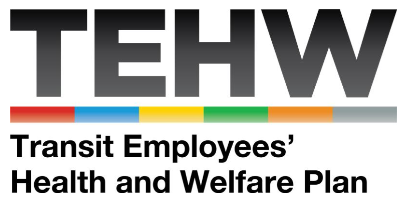 TEHW
Transit Employees'
Health and Welfare Plan